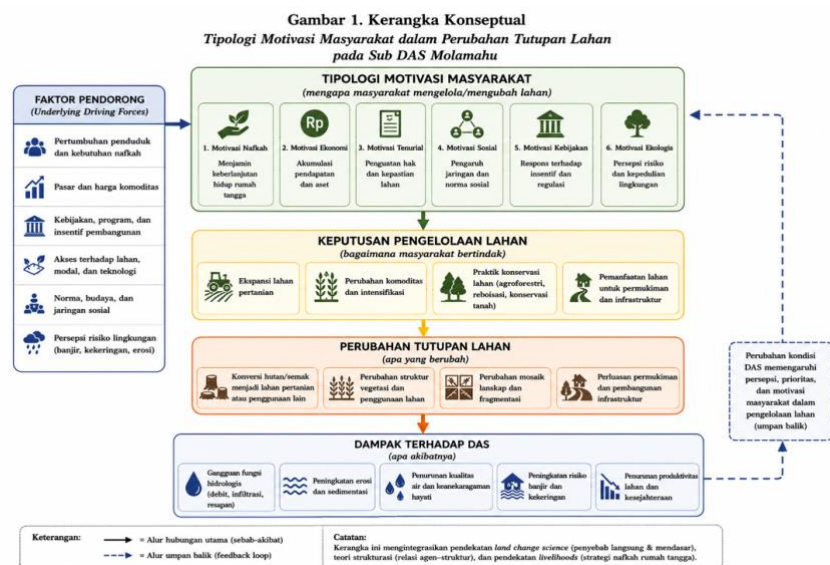 Gambar 1. Kerangka Konseptual
Tipologi Motivasi Masyarakat dalam Perubahan Tutupan Lahan
pada Sub DAS Molamahu
FAKTOR PENDORONG
(Underlying Driving Forces)
Pertumbuhan penduduk
dan kebutuhan nafkah
Pasar dan harga komoditas
Kebijakan, program, dan
insentif pembangunan
Akses terhadap lahan,
modal, dan teknologi
Norma, budaya, dan
jaringan sosial
Persepsi risiko lingkungan
(banjir, kekeringan, erosi)
TIPOLOGI MOTIVASI MASYARAKAT
(mengapa masyarakat mengelola/mengubah lahan)
1. Motivasi Nafkah
Menjamin
keberlanjutan
hidup rumah
tangga
Rp
2. Motivasi Ekonomi
Akumulasi
pendapatan
dan aset
3. Motivasi Tenurial
Penguatan hak
dan kepastian
lahan
4. Motivasi Sosial
Pengaruh
jaringan dan
norma sosial
5. Motivasi Kebijakan
Respons terhadap
insentif dan
regulasi
6. Motivasi Ekologis
Persepsi risiko
dan kepedulian
lingkungan
KEPUTUSAN PENGELOLAAN LAHAN
(bagaimana masyarakat bertindak)
Ekspansi lahan
pertanian
Perubahan komoditas
dan intensifikasi
Praktik konservasi
lahan (agroforestri,
reboisasi, konservasi
tanah)
Pemanfaatan lahan
untuk permukiman
dan infrastruktur
PERUBAHAN TUTUPAN LAHAN
(apa yang berubah)
Konversi hutan/semak
menjadi lahan pertanian
atau penggunaan lain
Perubahan struktur
vegetasi dan
penggunaan lahan
Perubahan mosaik
lanskap dan
fragmentasi
Perluasan permukiman
dan pembangunan
infrastruktur
DAMPAK TERHADAP DAS
(apa akibatnya)
Gangguan fungsi
hidrologis
(debit, infiltrasi,
resapan)
Peningkatan erosi
dan sedimentasi
Penurunan kualitas
air dan keanekaragaman
hayati
Peningkatan risiko
banjir dan
kekeringan
Penurunan produktivitas
lahan dan
kesejahteraan
Perubahan kondisi
DAS memengaruhi
persepsi, prioritas,
dan motivasi
masyarakat dalam
pengelolaan lahan
(umpan balik)
Keterangan:
= Alur hubungan utama (sebab-akibat)
= Alur umpan balik (feedback loop)
Catatan:
Kerangka ini mengintegrasikan pendekatan land change science (penyebab langsung & mendasar),
teori strukturasi (relasi agen–struktur), dan pendekatan livelihoods (strategi nafkah rumah tangga).